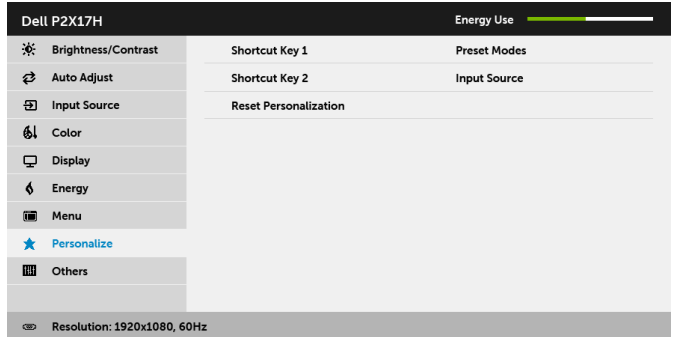 Dell P2X17H Energy Use
Brightness/Contrast Shortcut Key 1 Preset Modes
Auto Adjust Shortcut Key 2 Input Source
Input Source Reset Personalization
Color
Display
Energy
Menu
Personalize
Others
Resolution: 1920x1080, 60Hz